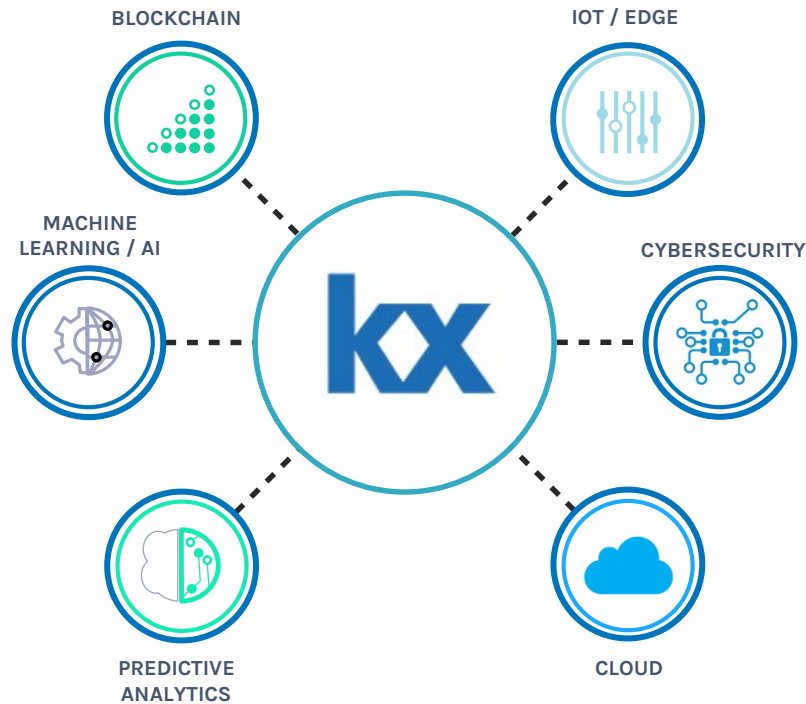 BLOCKCHAIN
IOT / EDGE
MACHINE
LEARNING / AI
CYBERSECURITY
kx
PREDICTIVE
ANALYTICS
CLOUD